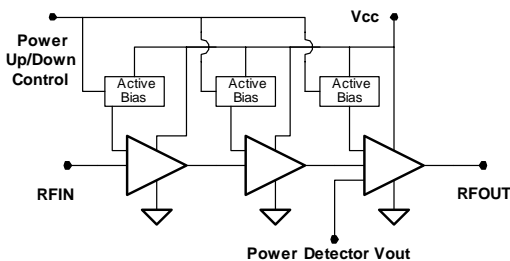 Power
Up/Down
Control
Vcc
Active
Bias
Active
Bias
Active
Bias
RFIN
RFOUT
Power Detector Vout